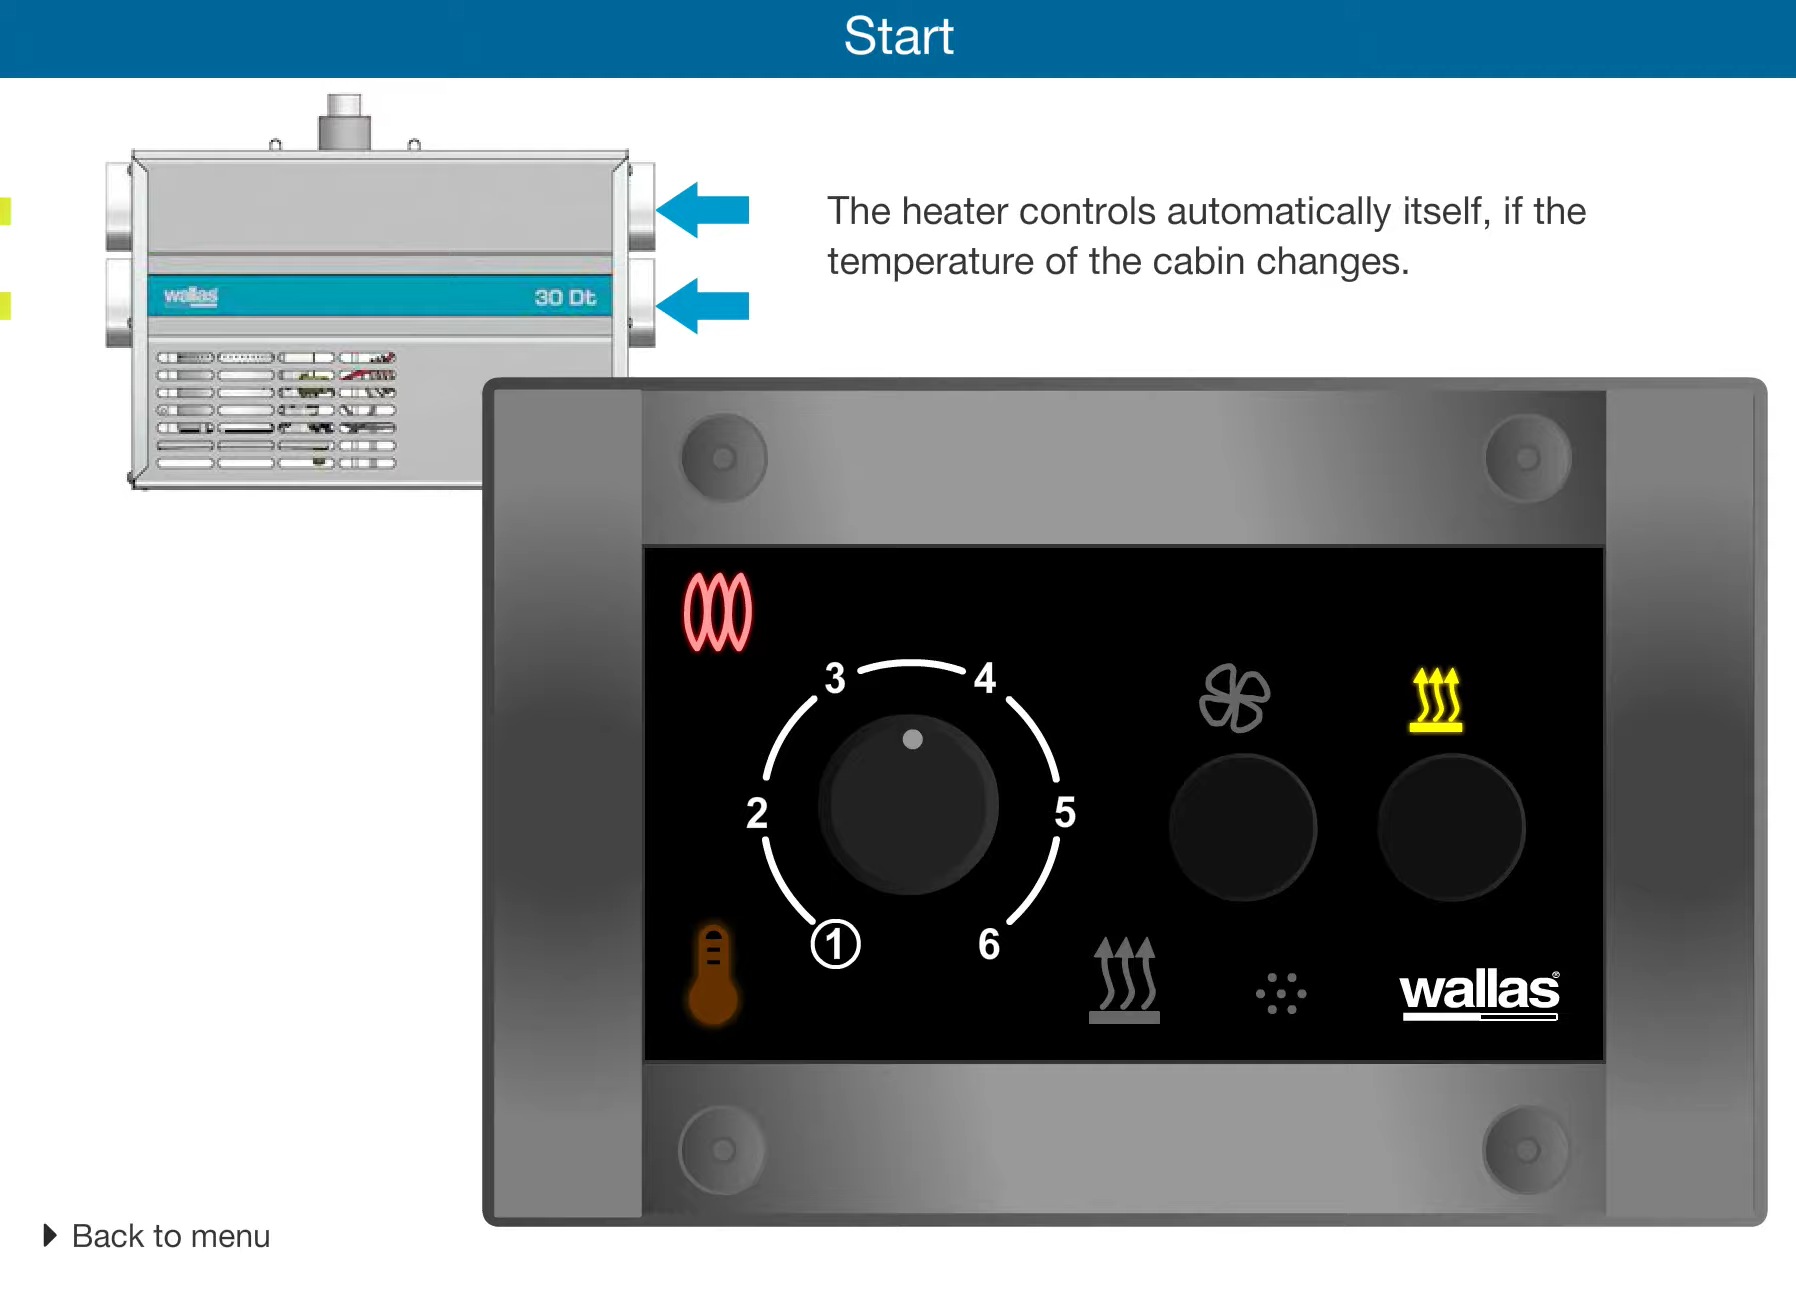 Start
The heater controls automatically itself, if the
temperature of the cabin changes.
wallas 30 Dt
3 4
2 5
1 6
wallas®
Back to menu